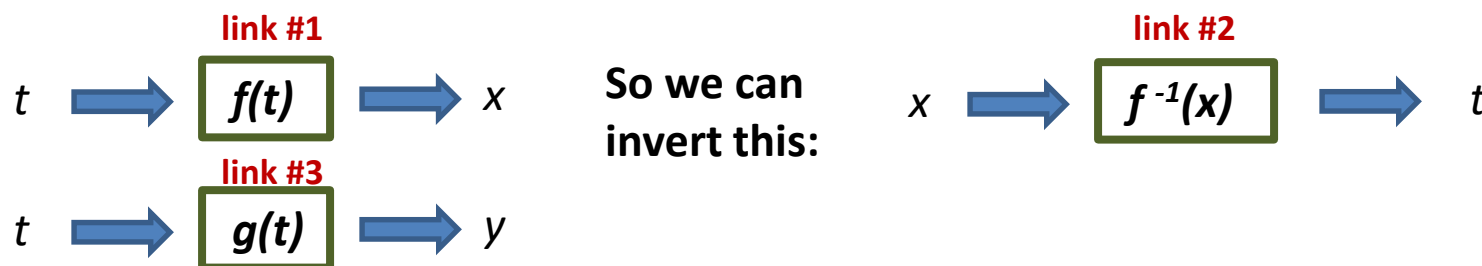 link #1
t f(t) x
link #3
t g(t) y
So we can
invert this:
link #2
x f -1(x) t